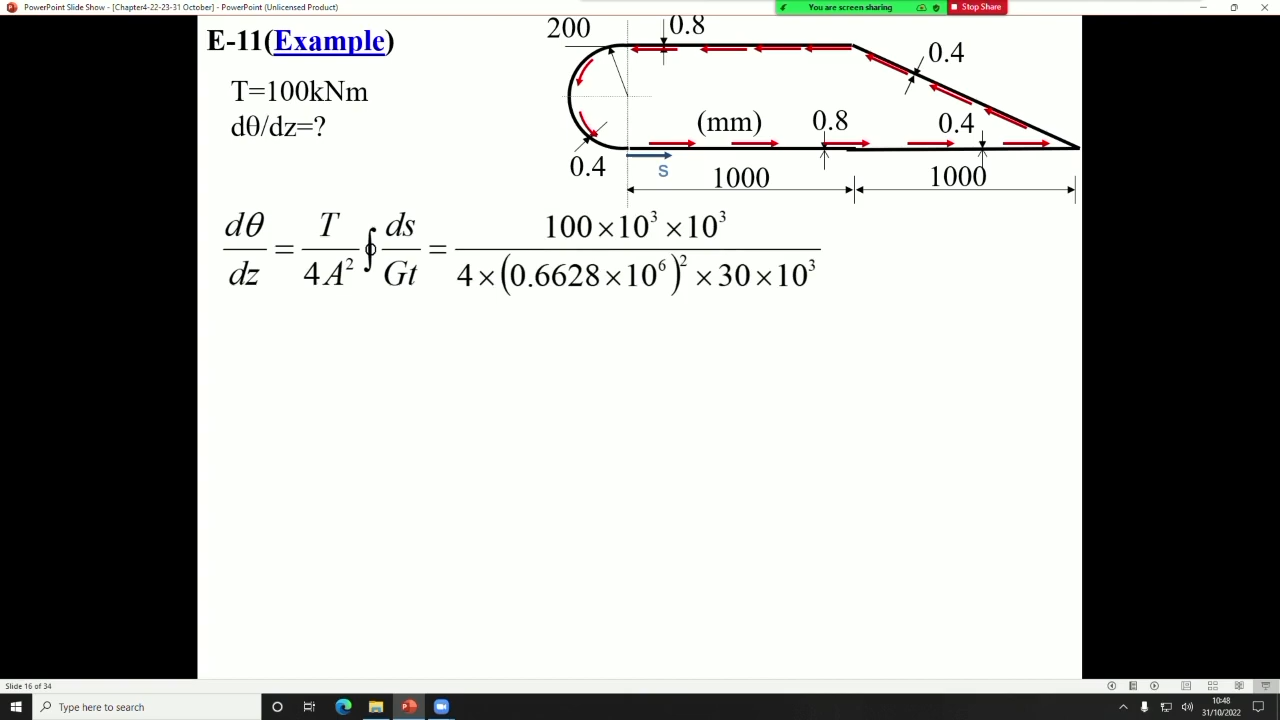 PowerPoint Slide Show - [Chapter4-22-23-31 October] - PowerPoint (Unlicensed Product)
You are screen sharing
Stop Share
E-11(Example)
T=100kNm
dθ/dz=?
200
0.8
0.4
(mm)
0.8
0.4
0.4
s
1000
1000
dθ/dz = T/4A² ∮ ds/Gt = 100×10³×10³ / 4×(0.6628×10⁶)²×30×10³
Slide 16 of 34
Type here to search
10:48
31/10/2022